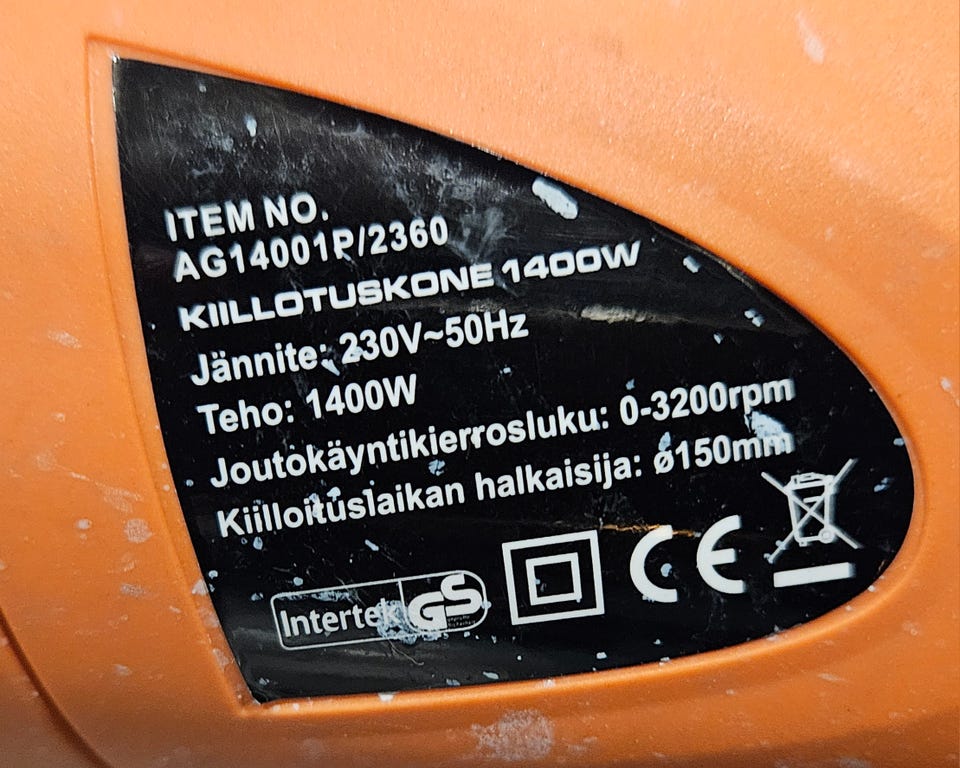 ITEM NO.
AG14001P/2360
KIILLOTUSKONE 1400W
Jännite: 230V~50Hz
Teho: 1400W
Joutokäyntikierrosluku: 0-3200rpm
Kiilloituslaikan halkaisija: ø150mm
Intertek GS CE